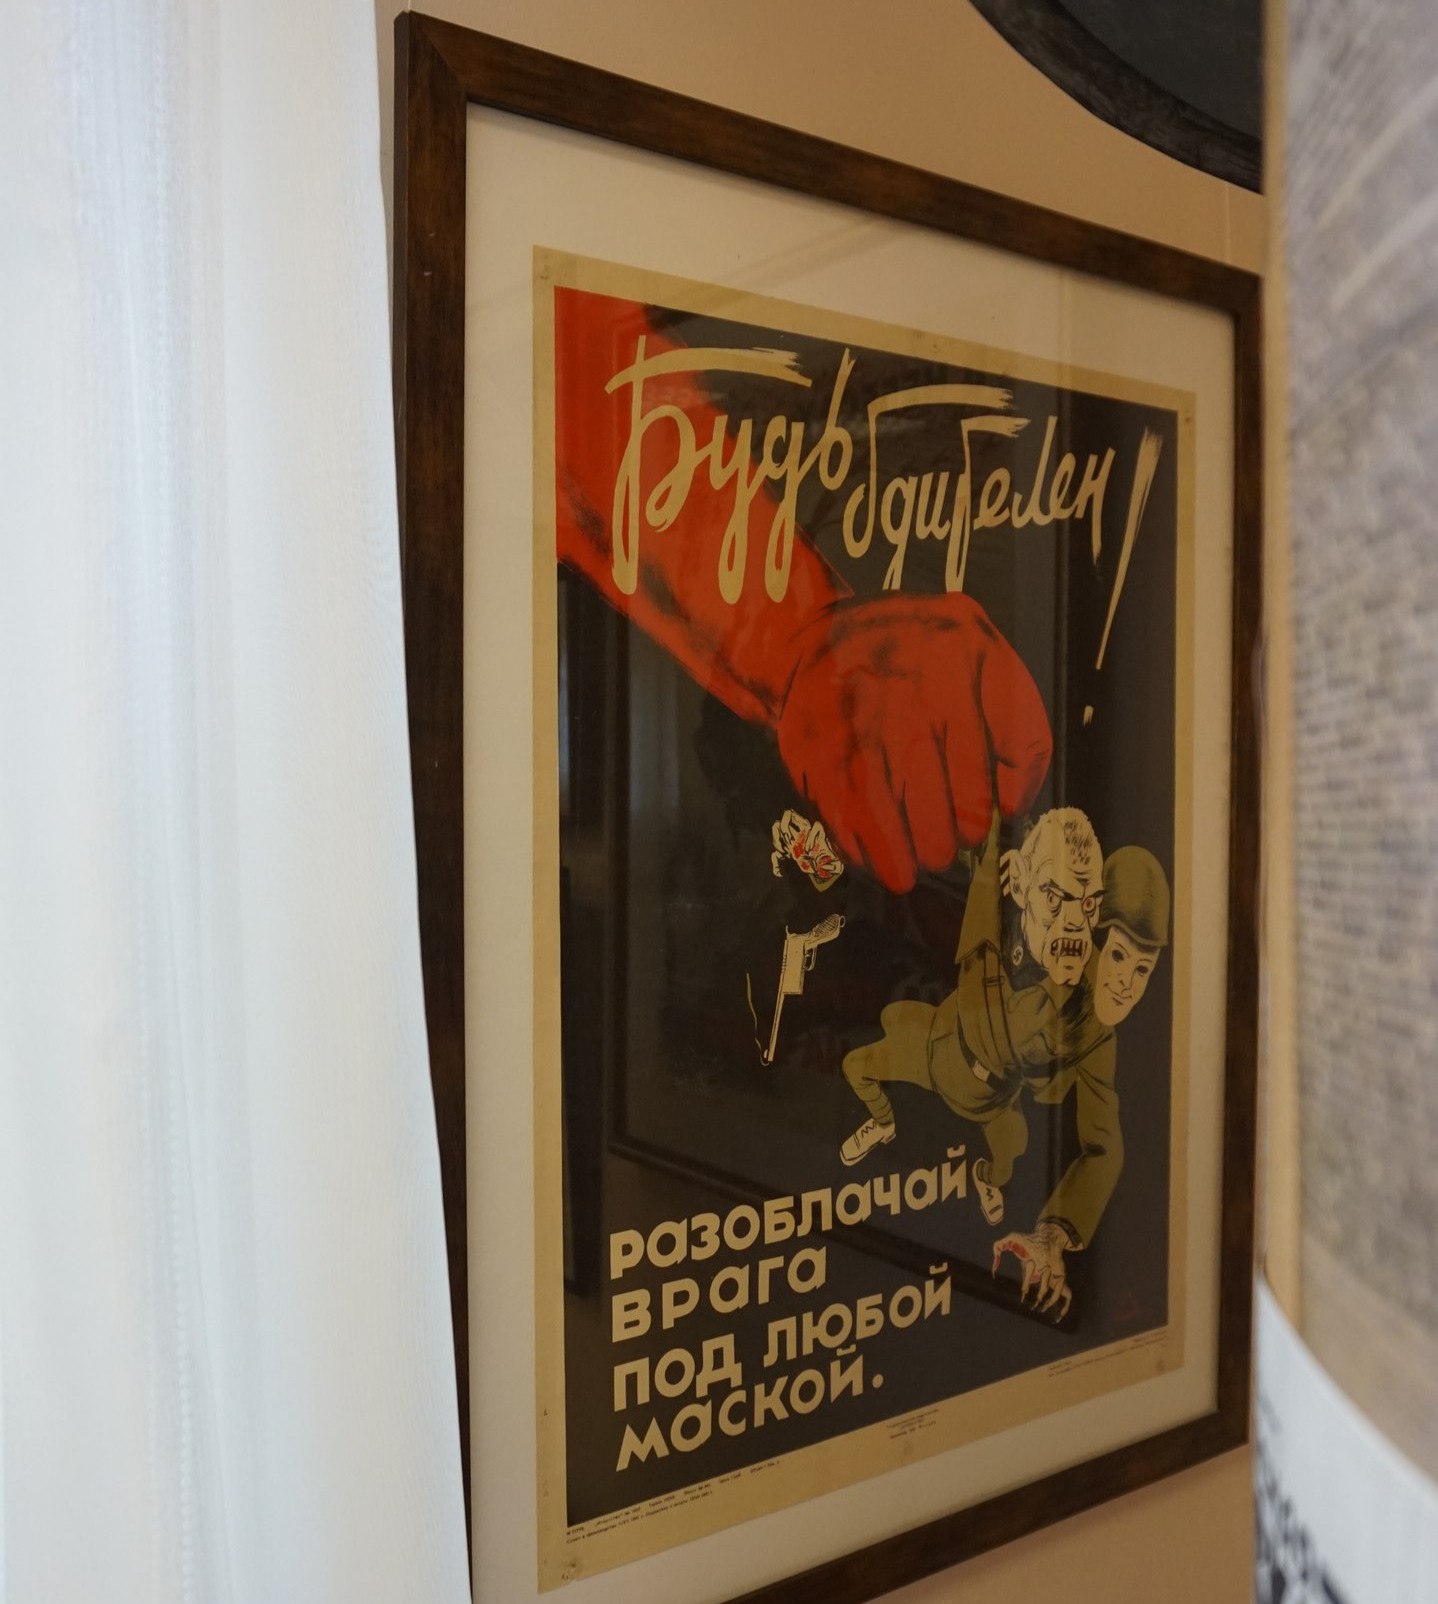 Будь
бдителен!
РАЗОБЛАЧАЙ
ВРАГА
ПОД ЛЮБОЙ
МАСКОЙ.